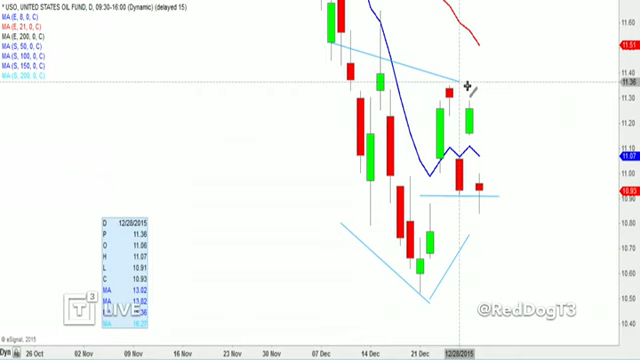 * USO, UNITED STATES OIL FUND, D, 09:30-16:00 (Dynamic) (delayed 15)
MA (E, 8, 0, C)
MA (E, 21, 0, C)
MA (E, 200, 0, C)
MA (S, 50, 0, C)
MA (S, 100, 0, C)
MA (S, 150, 0, C)
MA (S, 200, 0, C)
11.60
11.51
11.40
11.36
11.30
11.20
11.10
11.07
11.00
10.93
10.90
10.80
10.70
10.60
10.50
10.40
D 12/28/2015
P 11.36
O 11.06
H 11.07
L 10.91
C 10.93
MA 13.02
MA 13.82
MA
MA 16.27
T3 LIVE
@RedDogT3
© eSignal, 2015
Dyn 26 Oct 02 Nov 09 Nov 16 Nov 23 Nov 30 Nov 07 Dec 14 Dec 21 Dec 12/28/2015